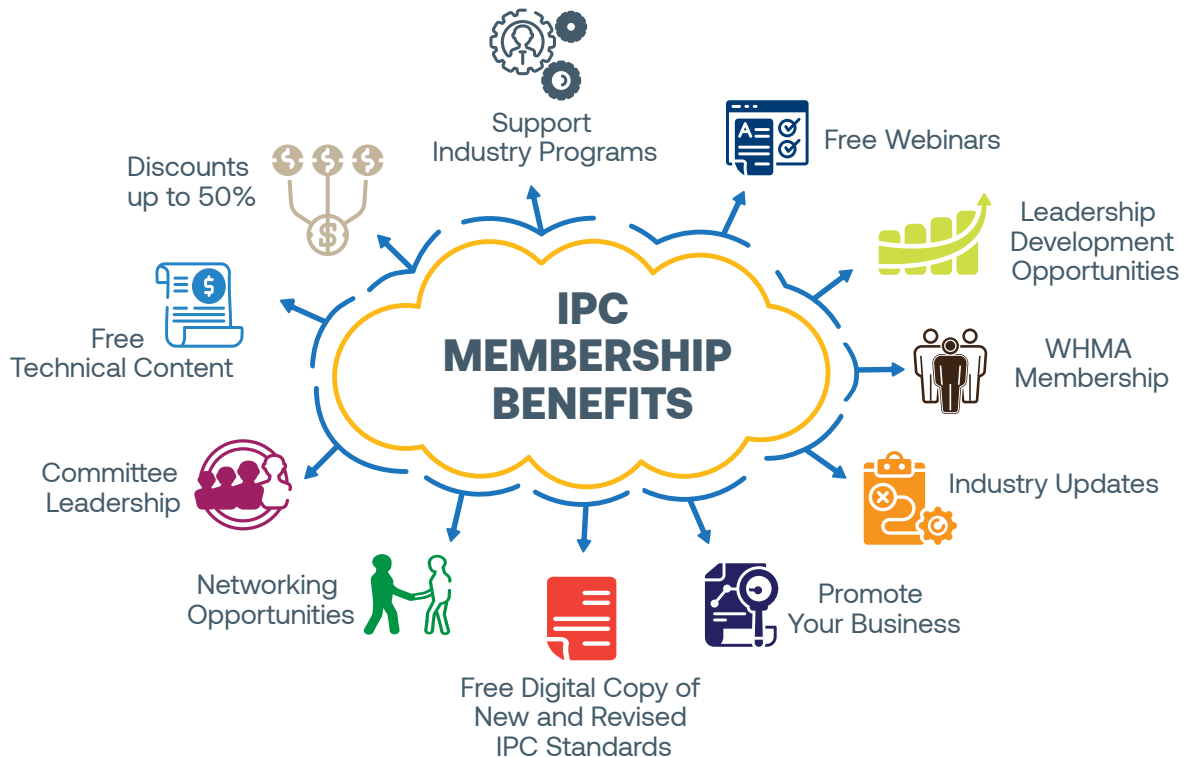 IPC
MEMBERSHIP
BENEFITS
Support
Industry Programs
Free Webinars
Leadership
Development
Opportunities
WHMA
Membership
Industry Updates
Promote
Your Business
Free Digital Copy of
New and Revised
IPC Standards
Networking
Opportunities
Committee
Leadership
Free
Technical Content
Discounts
up to 50%
$ $ $
$
$
A